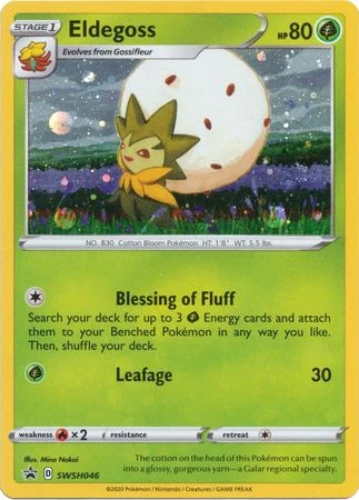 STAGE 1 Eldegoss HP 80
Evolves from Gossifleur
NO. 830 Cotton Bloom Pokémon HT: 1'8" WT: 5.5 lbs.
Blessing of Fluff
Search your deck for up to 3 Energy cards and attach
them to your Benched Pokémon in any way you like.
Then, shuffle your deck.
Leafage 30
weakness ×2 resistance retreat
Illus. Mina Nakai
D SWSH046
The cotton on the head of this Pokémon can be spun
into a glossy, gorgeous yarn—a Galar regional specialty.
©2020 Pokémon / Nintendo / Creatures / GAME FREAK